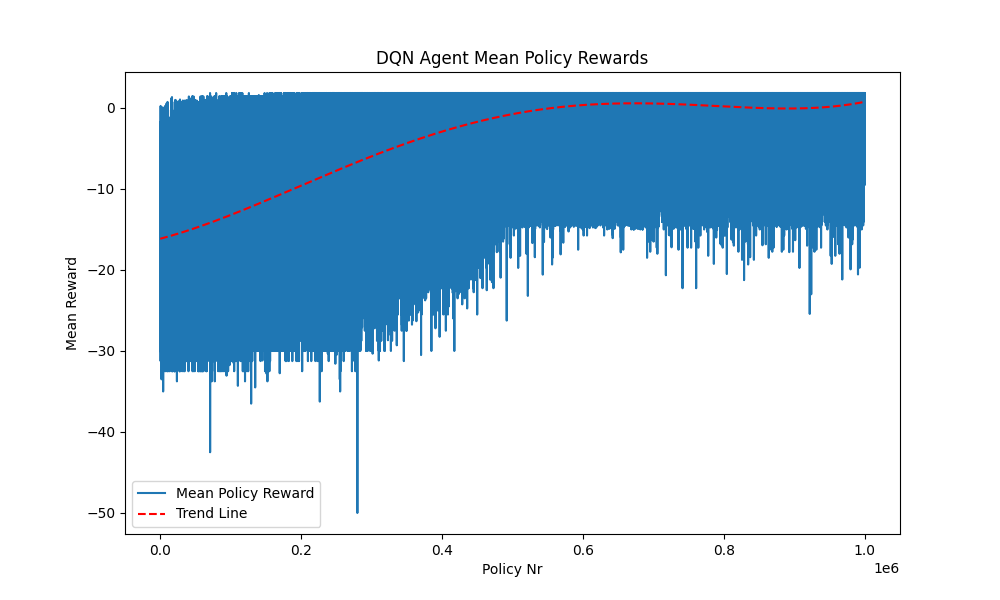 DQN Agent Mean Policy Rewards
0
−10
−20
−30
−40
−50
Mean Reward
Mean Policy Reward
Trend Line
0.0 0.2 0.4 0.6 0.8 1.0
1e6
Policy Nr